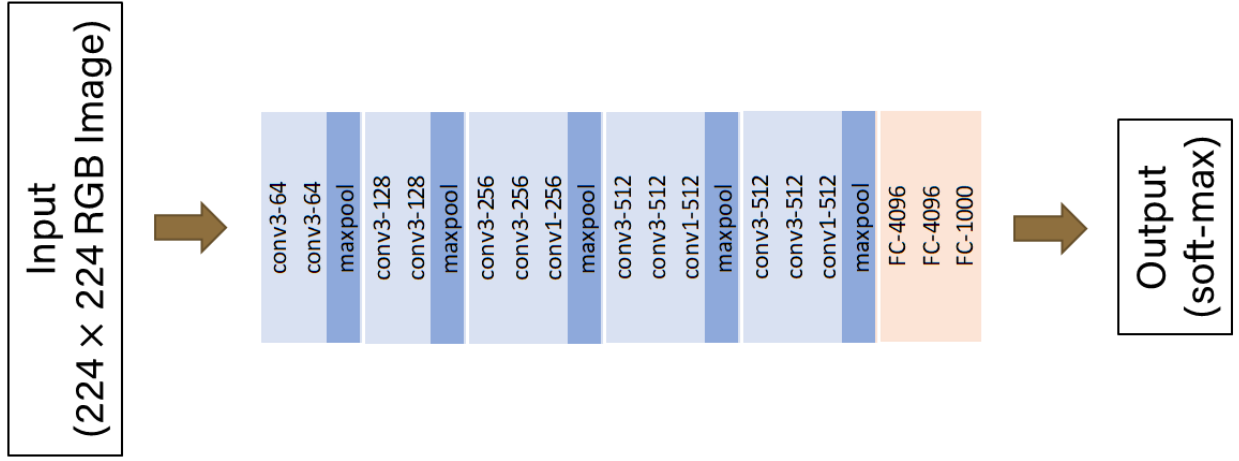 Input
(224 × 224 RGB Image)
conv3-64
conv3-64
maxpool
conv3-128
conv3-128
maxpool
conv3-256
conv3-256
conv1-256
maxpool
conv3-512
conv3-512
conv1-512
maxpool
conv3-512
conv3-512
conv1-512
maxpool
FC-4096
FC-4096
FC-1000
Output
(soft-max)